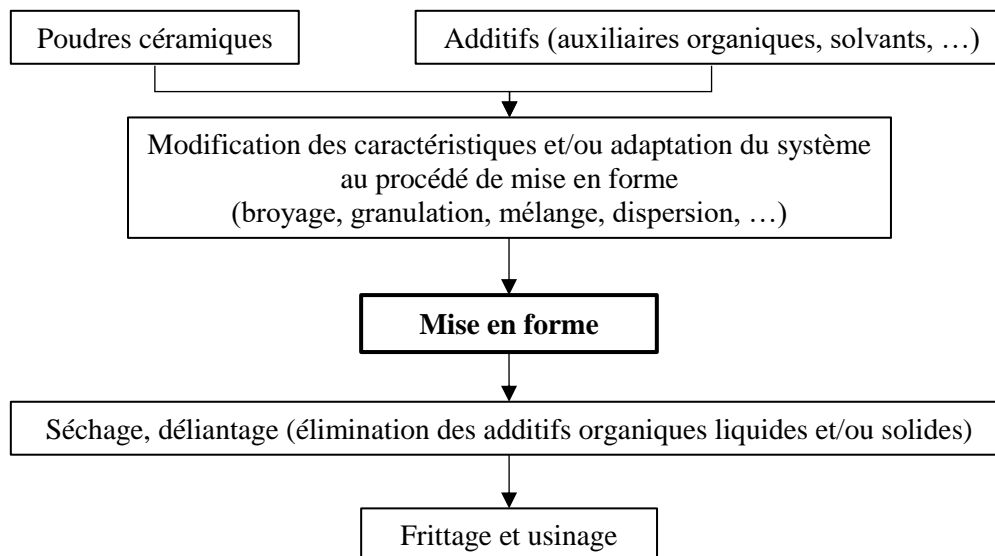 Poudres céramiques
Additifs (auxiliaires organiques, solvants, …)
Modification des caractéristiques et/ou adaptation du système
au procédé de mise en forme
(broyage, granulation, mélange, dispersion, …)
Mise en forme
Séchage, déliantage (élimination des additifs organiques liquides et/ou solides)
Frittage et usinage